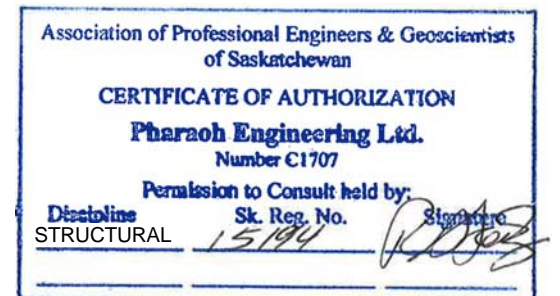 Association of Professional Engineers & Geoscientists
of Saskatchewan
CERTIFICATE OF AUTHORIZATION
Pharaoh Engineering Ltd.
Number C1707
Permission to Consult held by:
Discipline Sk. Reg. No. Signature
STRUCTURAL 15194